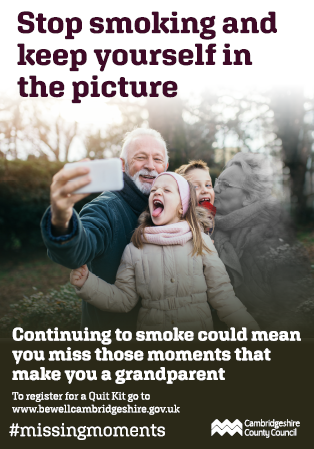 Stop smoking and
keep yourself in
the picture
Continuing to smoke could mean
you miss those moments that
make you a grandparent
To register for a Quit Kit go to
www.bewellcambridgeshire.gov.uk
#missingmoments
Cambridgeshire
County Council